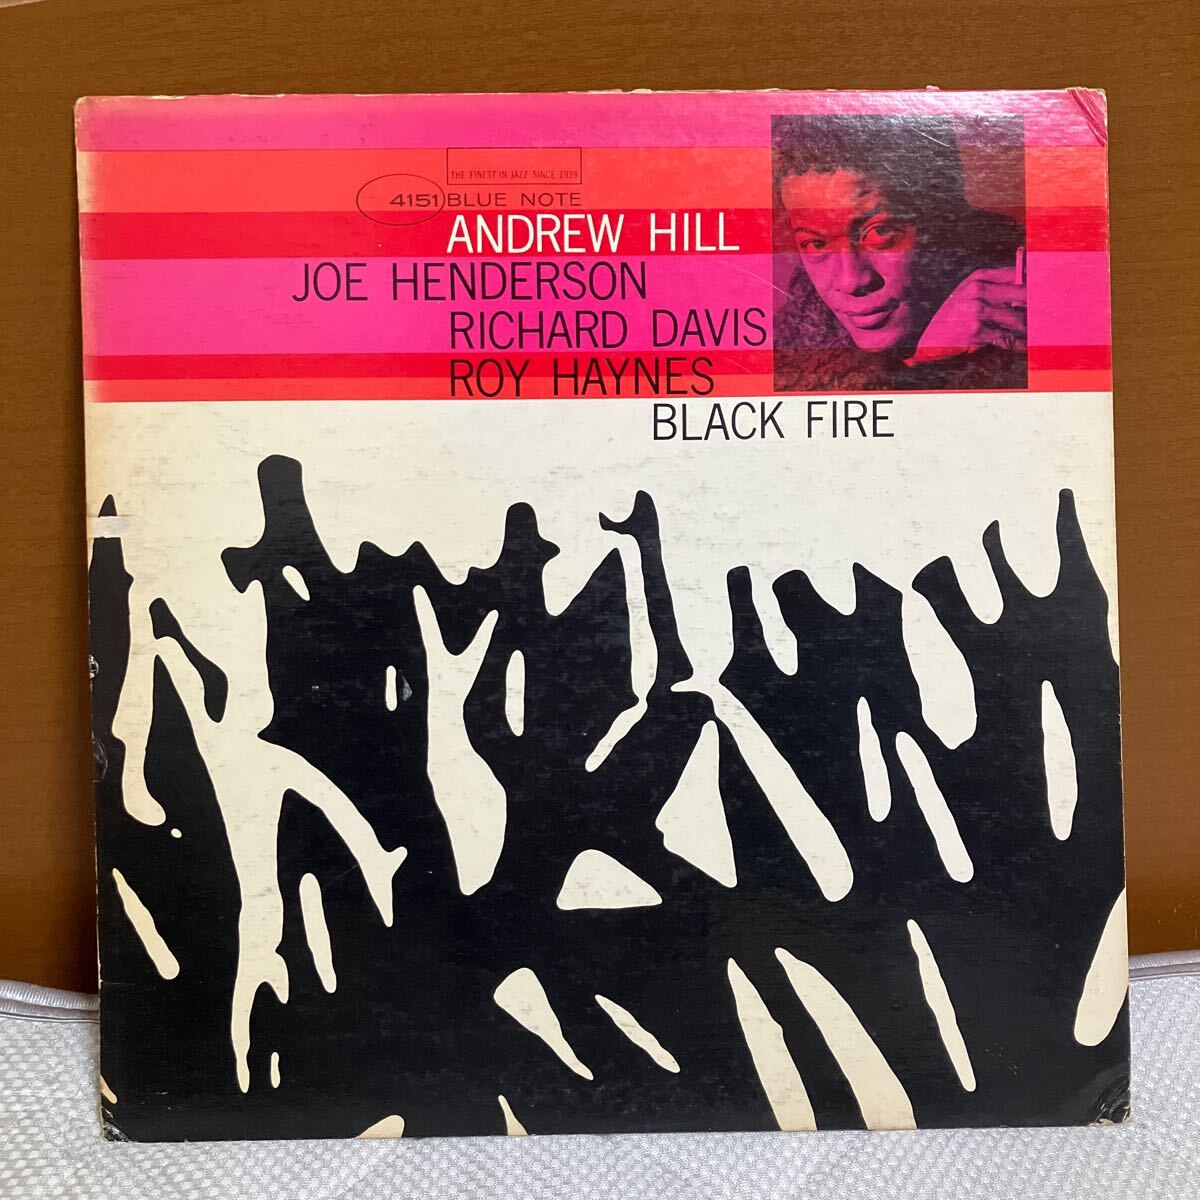 THE FINEST IN JAZZ SINCE 1939
4151 BLUE NOTE
ANDREW HILL
JOE HENDERSON
RICHARD DAVIS
ROY HAYNES
BLACK FIRE